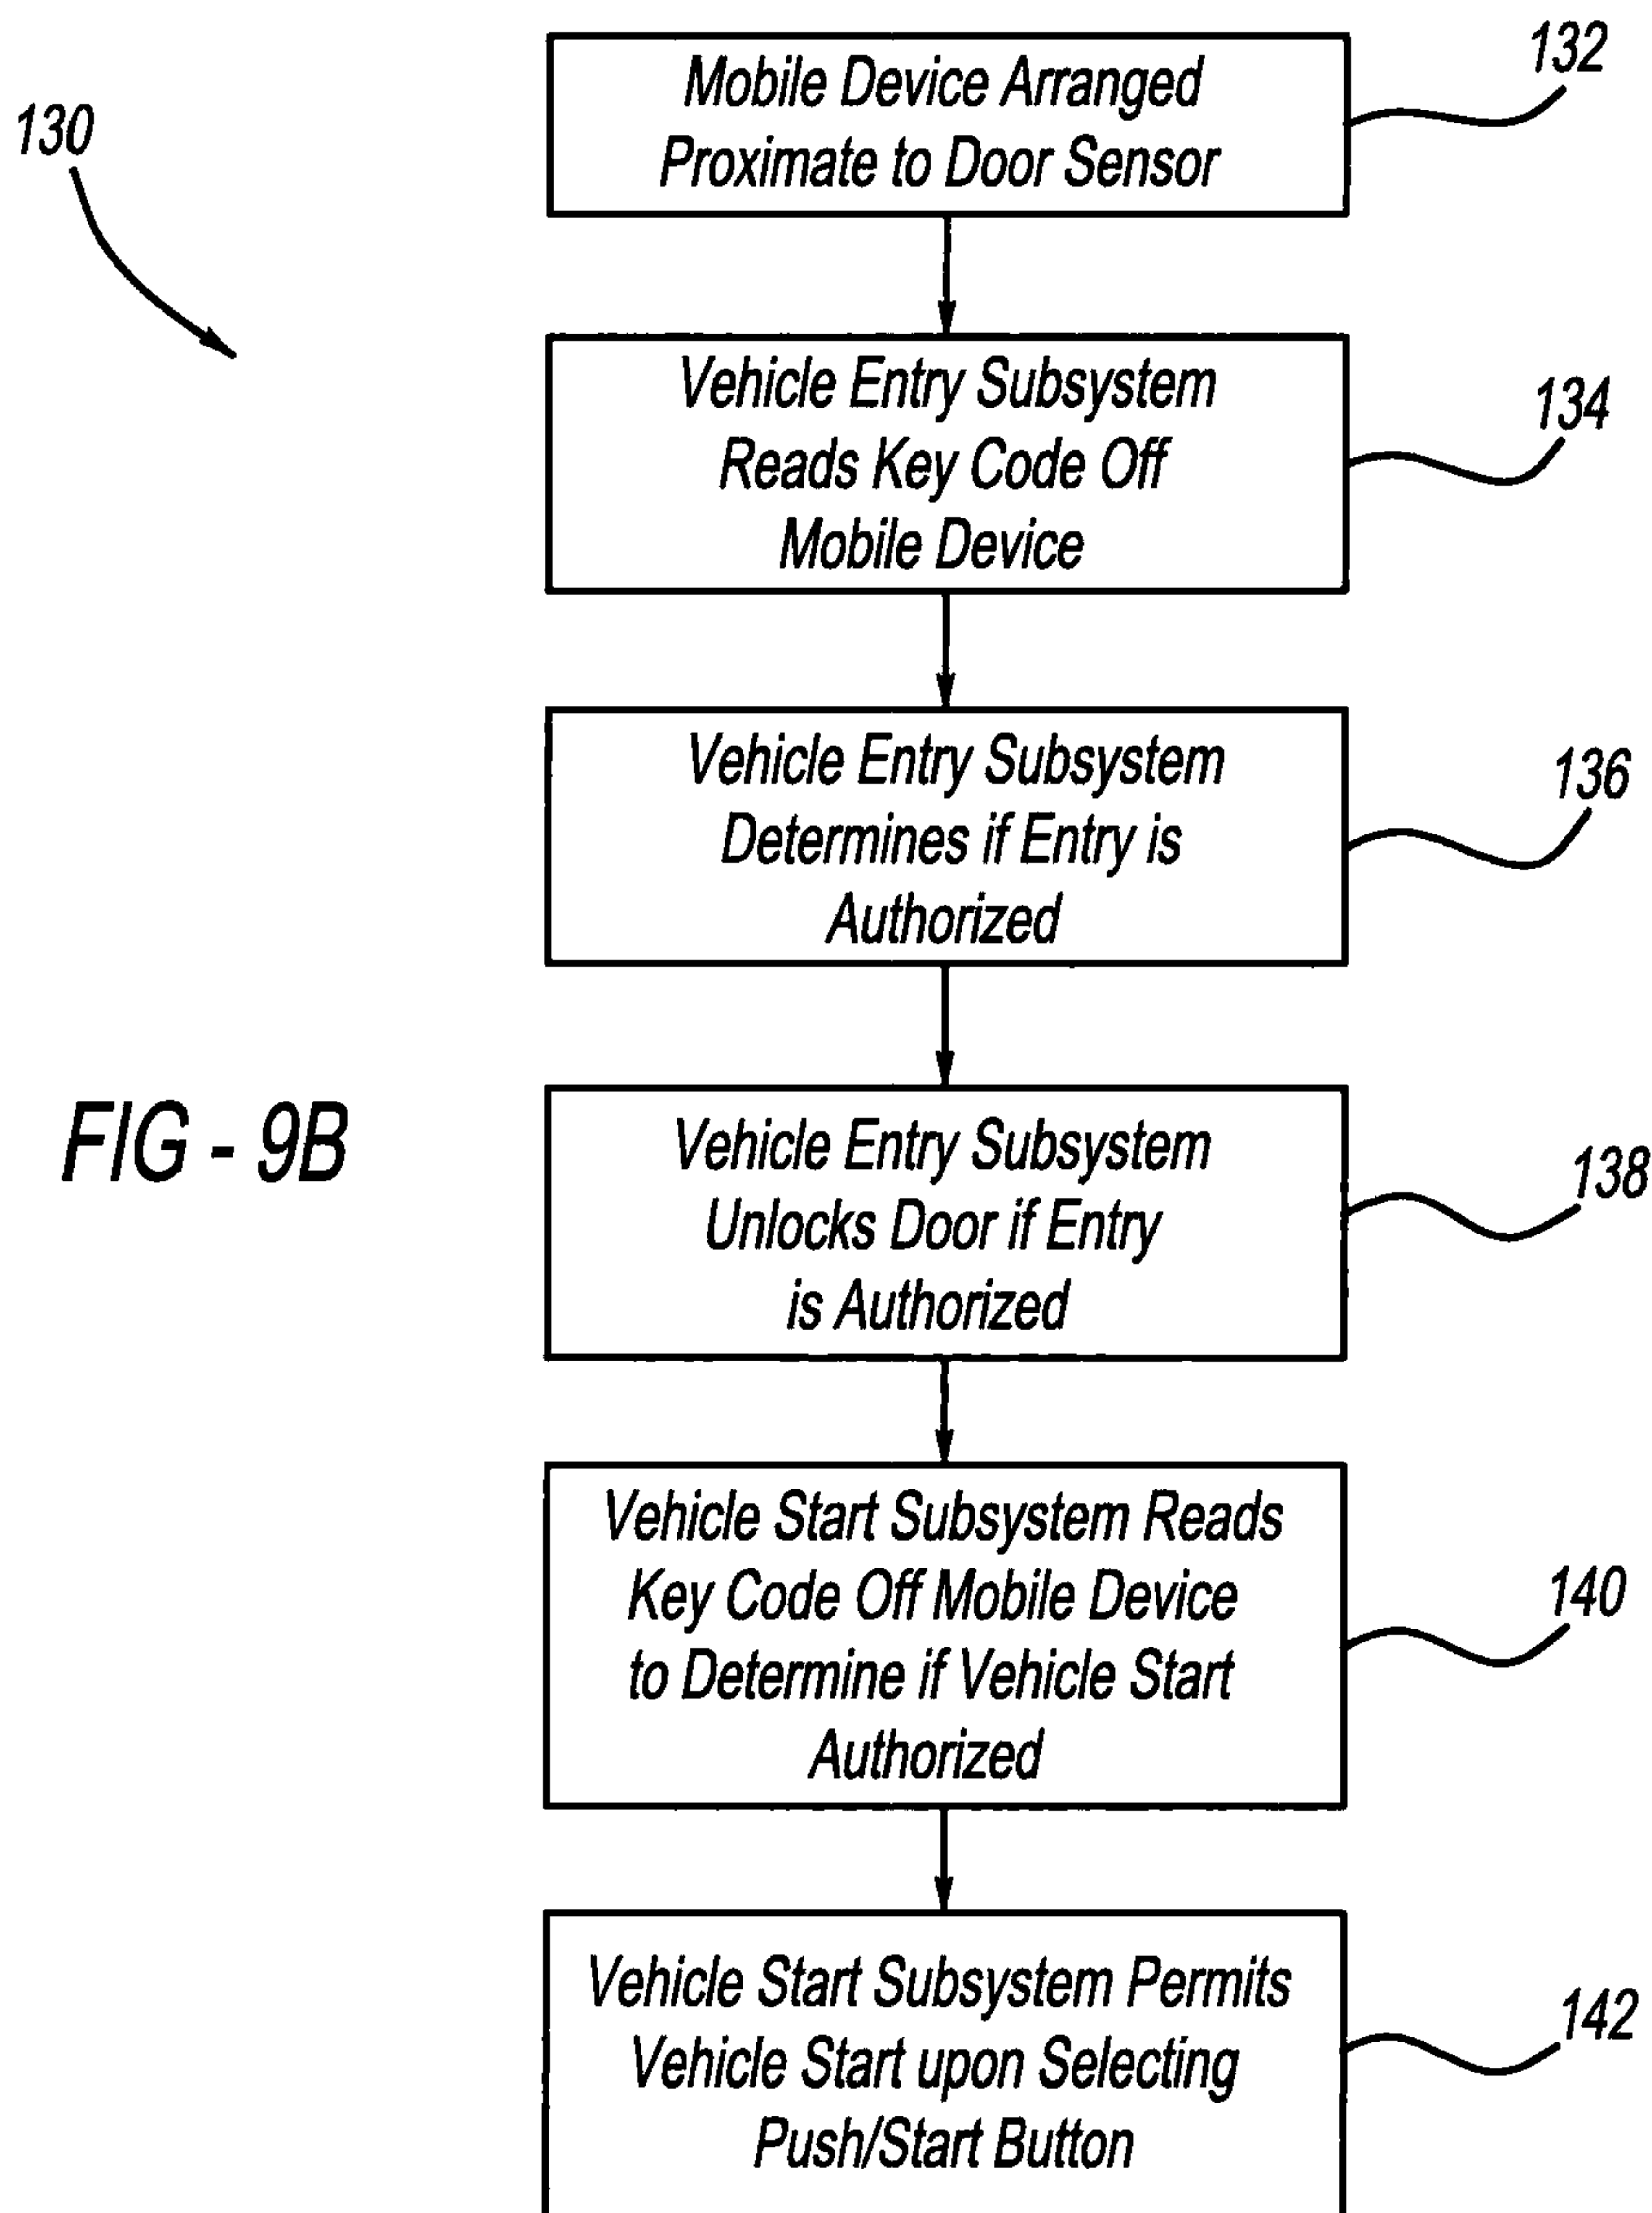 132
Mobile Device Arranged
Proximate to Door Sensor
130
Vehicle Entry Subsystem
Reads Key Code Off
Mobile Device
134
Vehicle Entry Subsystem
Determines if Entry is
Authorized
136
FIG - 9B
Vehicle Entry Subsystem
Unlocks Door if Entry
is Authorized
138
Vehicle Start Subsystem Reads
Key Code Off Mobile Device
to Determine if Vehicle Start
Authorized
140
Vehicle Start Subsystem Permits
Vehicle Start upon Selecting
Push/Start Button
142